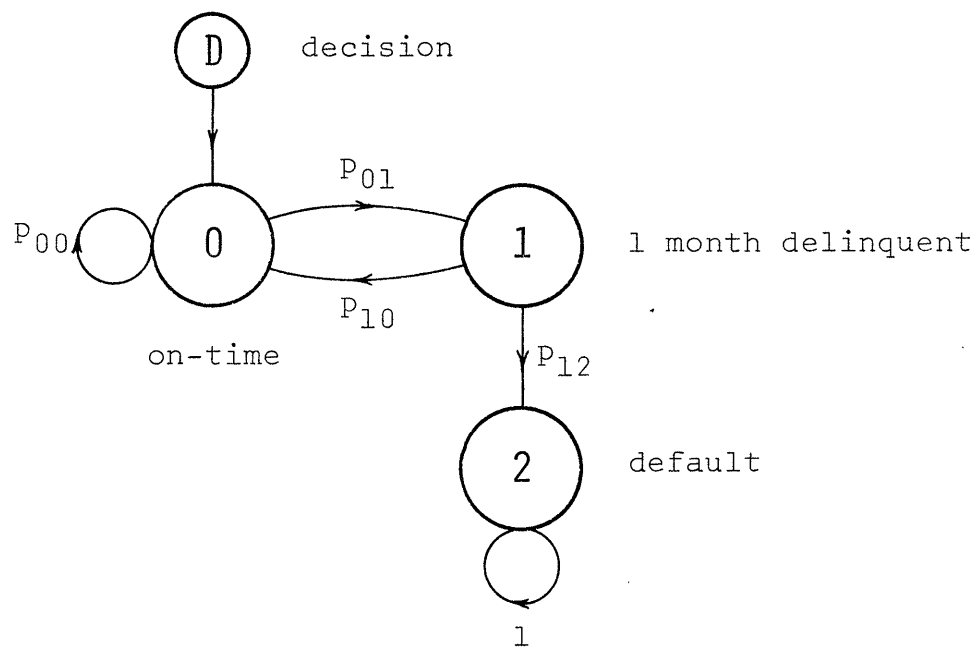 D decision
P01
P00 0 1 1 month delinquent
P10
on-time
P12
2 default
1